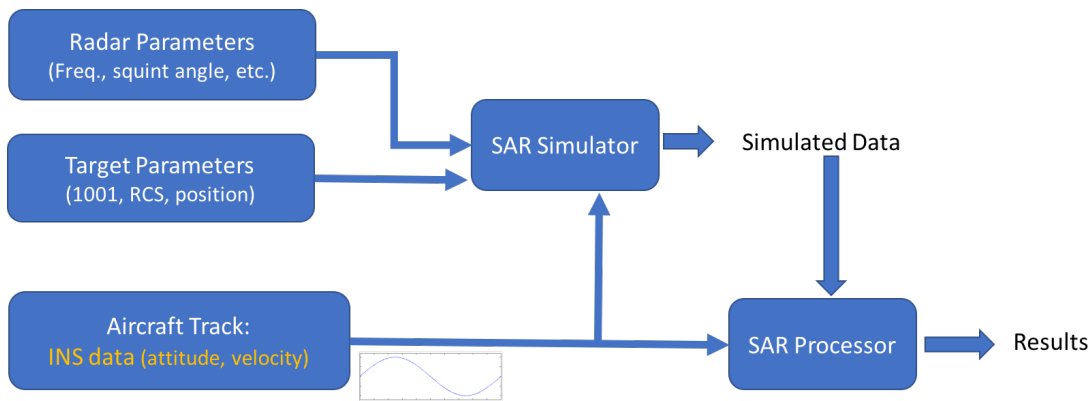 Radar Parameters
(Freq., squint angle, etc.)
SAR Simulator
Simulated Data
Target Parameters
(1001, RCS, position)
Aircraft Track:
INS data (attitude, velocity)
SAR Processor
Results